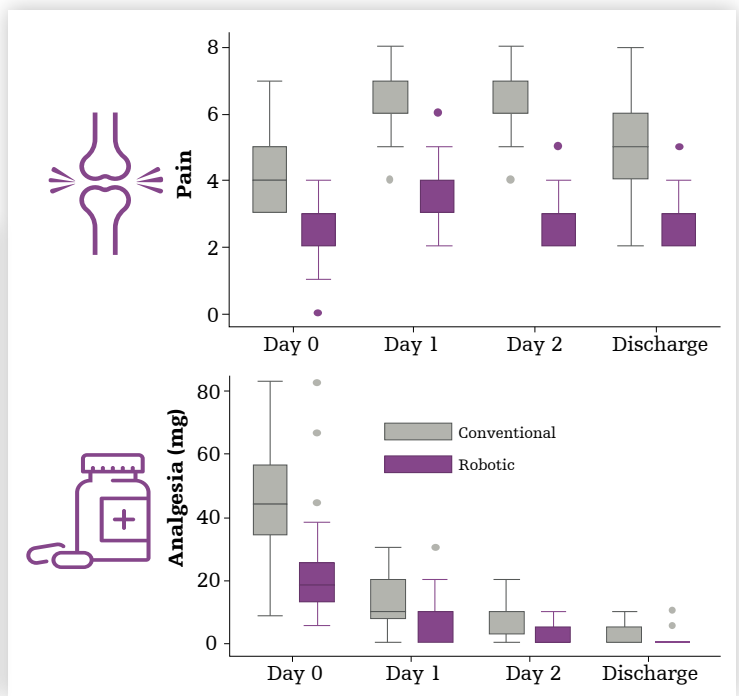 8
6
4
2
0
Pain
Day 0 Day 1 Day 2 Discharge
80
60
40
20
0
Analgesia (mg)
Conventional
Robotic
Day 0 Day 1 Day 2 Discharge